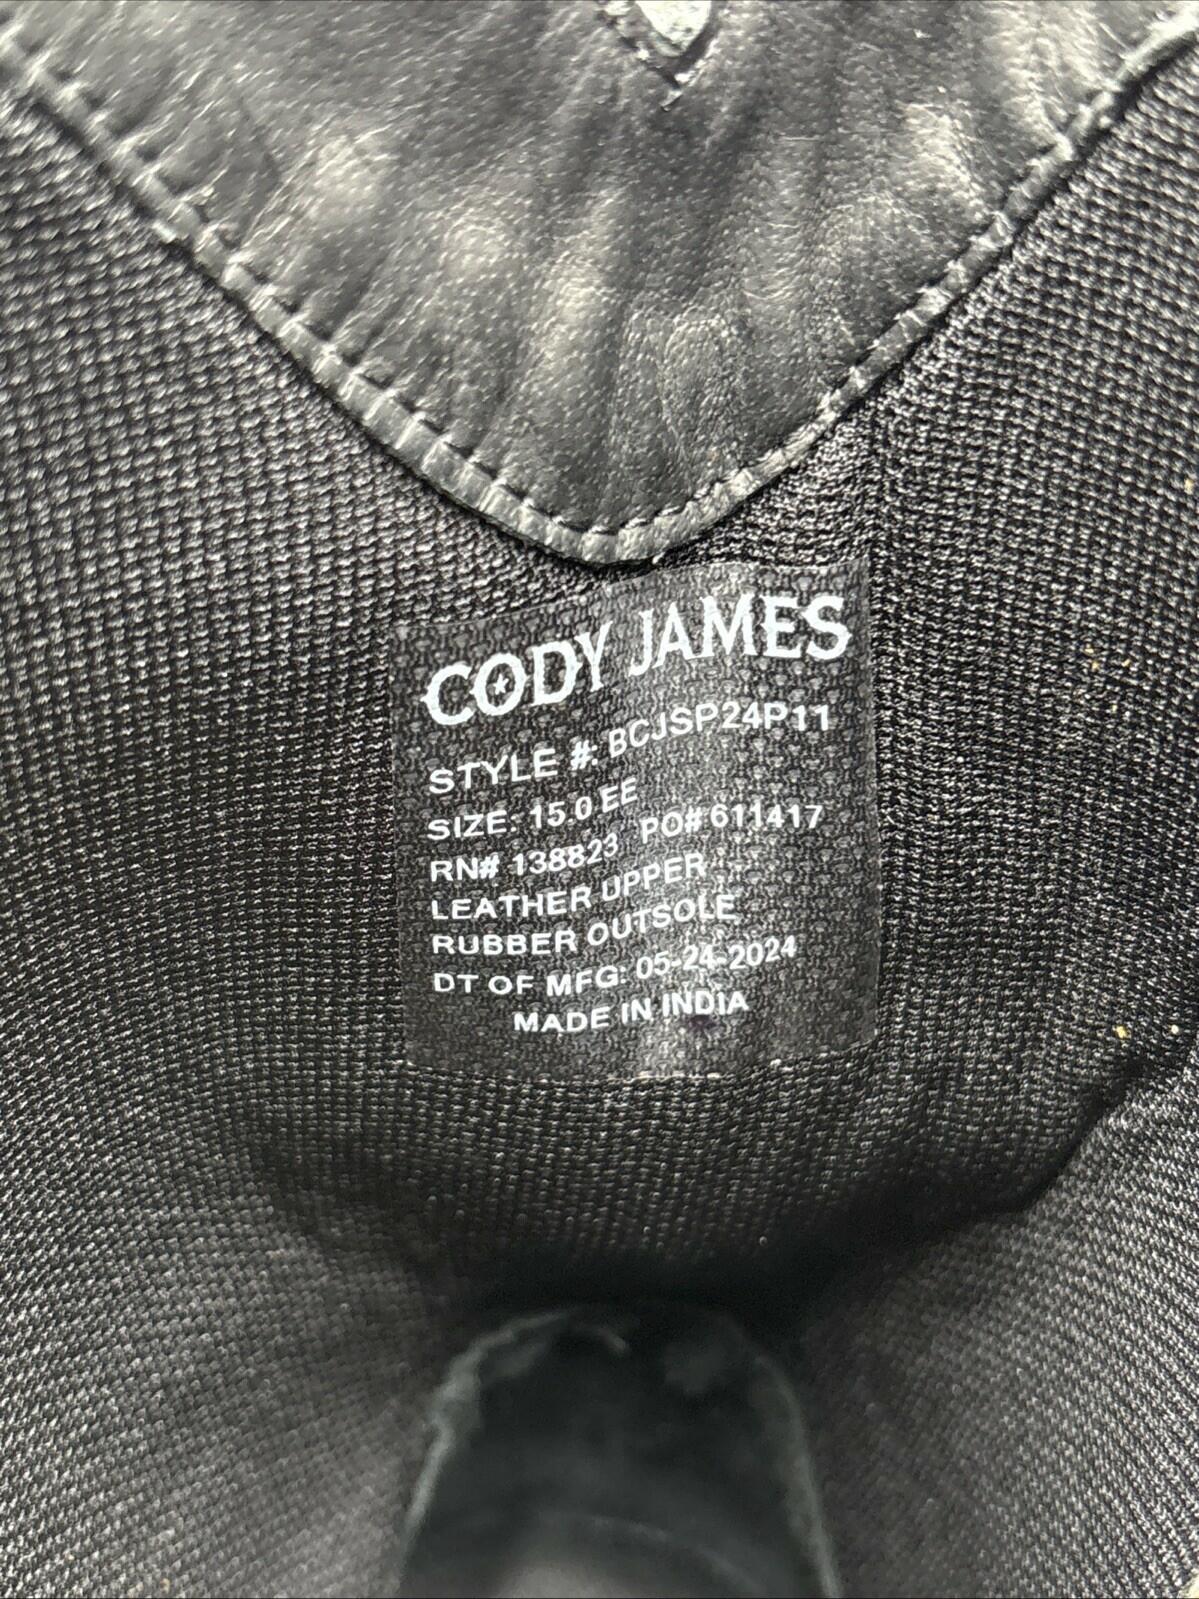 CODY JAMES
STYLE #: BCJSP24P11
SIZE: 15.0 EE
RN# 138823 PO# 611417
LEATHER UPPER
RUBBER OUTSOLE
DT OF MFG: 05-24-2024
MADE IN INDIA